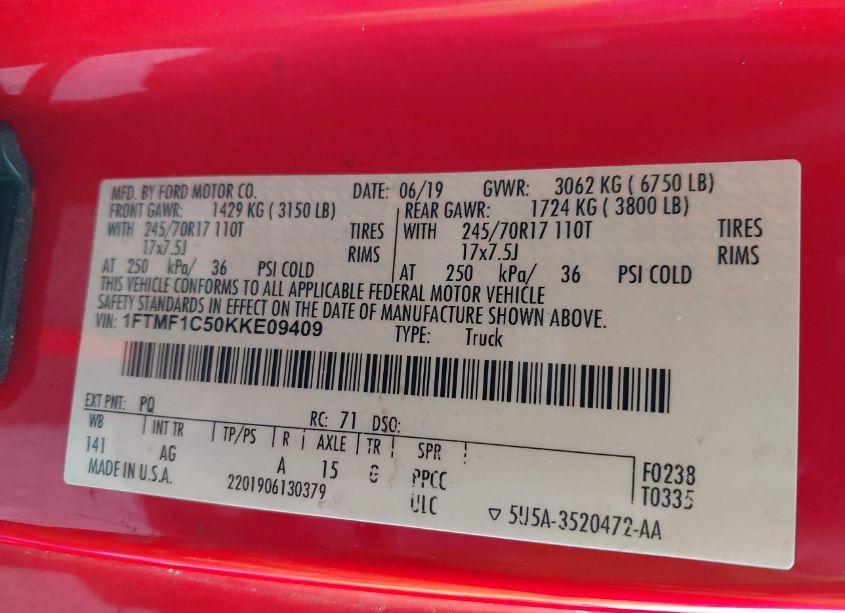 MFD. BY FORD MOTOR CO. DATE: 06/19 GVWR: 3062 KG ( 6750 LB)
FRONT GAWR: 1429 KG ( 3150 LB) REAR GAWR: 1724 KG ( 3800 LB)
WITH 245/70R17 110T TIRES WITH 245/70R17 110T TIRES
17x7.5J RIMS 17x7.5J RIMS
AT 250 kPa/ 36 PSI COLD AT 250 kPa/ 36 PSI COLD
THIS VEHICLE CONFORMS TO ALL APPLICABLE FEDERAL MOTOR VEHICLE
SAFETY STANDARDS IN EFFECT ON THE DATE OF MANUFACTURE SHOWN ABOVE.
VIN: 1FTMF1C50KKE09409 TYPE: Truck
EXT PNT: PQ RC: 71 DSO:
WB INT TR TP/PS R AXLE TR SPR
141 AG A 15 PPCC F0238
MADE IN U.S.A. 2201906130379 ULC T0335
5U5A-3520472-AA